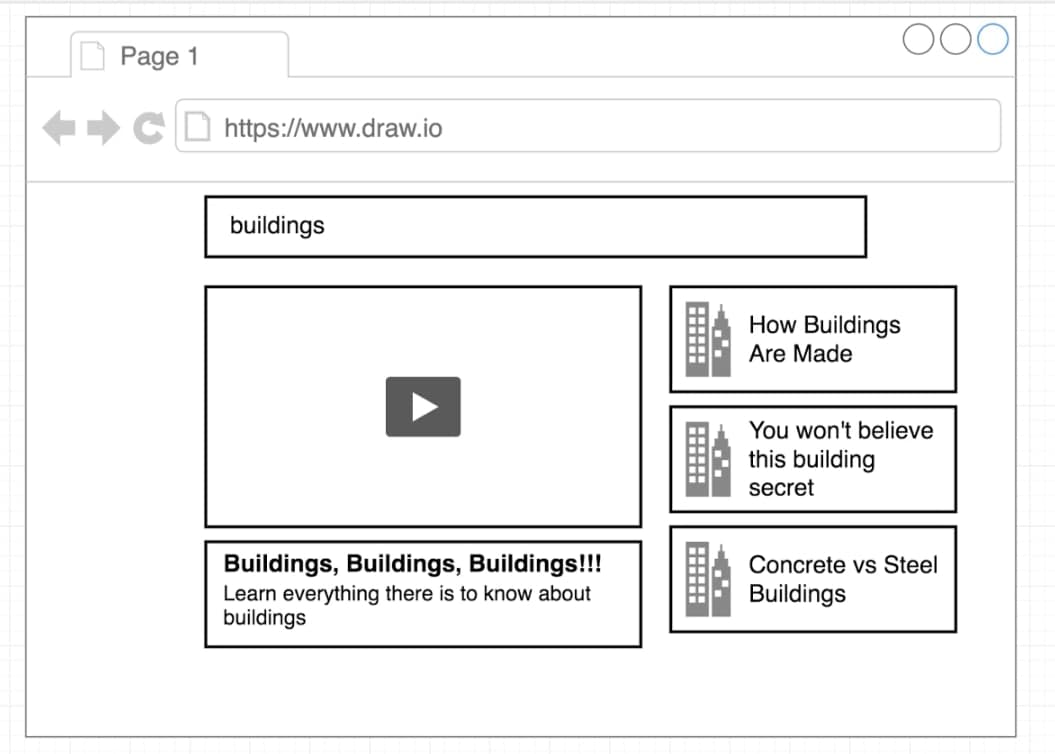 Page 1
https://www.draw.io
buildings
Buildings, Buildings, Buildings!!!
Learn everything there is to know about
buildings
How Buildings
Are Made
You won't believe
this building
secret
Concrete vs Steel
Buildings